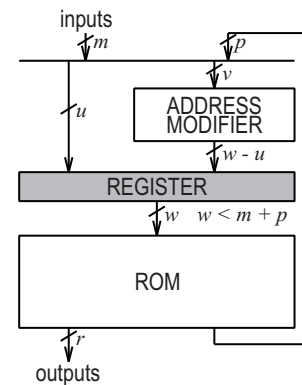 inputs
m
p
u
v
ADDRESS
MODIFIER
w - u
REGISTER
w w < m + p
ROM
r
outputs